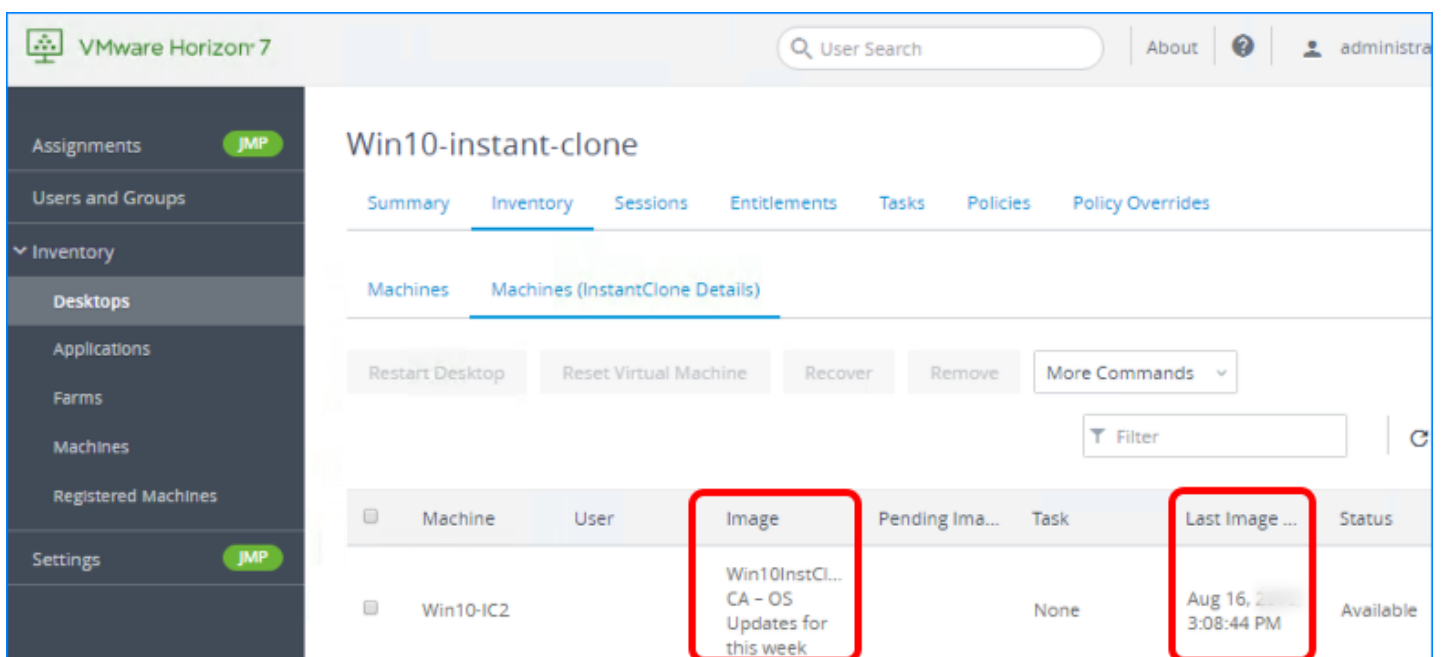 VMware Horizon 7
User Search
About
administra
Assignments
JMP
Users and Groups
Inventory
Desktops
Applications
Farms
Machines
Registered Machines
Settings
JMP
Win10-instant-clone
Summary Inventory Sessions Entitlements Tasks Policies Policy Overrides
Machines Machines (InstantClone Details)
Restart Desktop Reset Virtual Machine Recover Remove More Commands
Filter
Machine User Image Pending Ima... Task Last Image ... Status
Win10-IC2
Win10InstCl...
CA – OS
Updates for
this week
None
Aug 16,
3:08:44 PM
Available